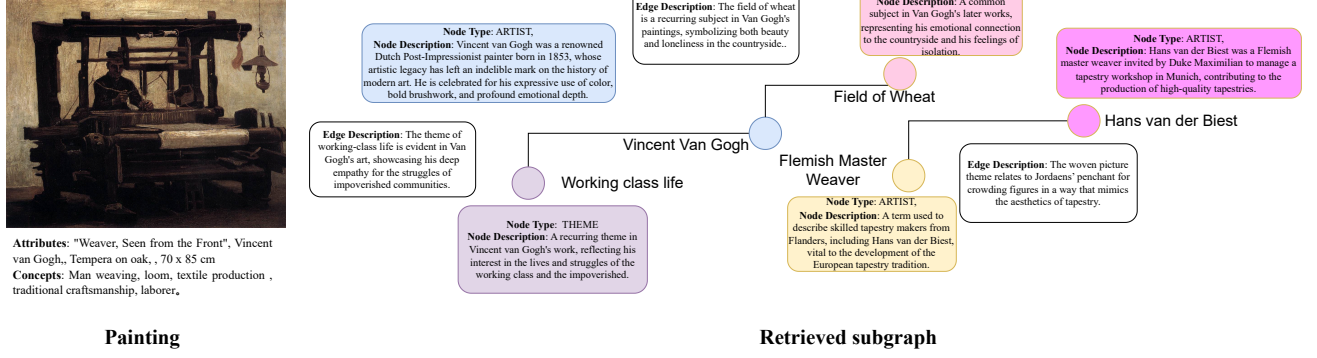 Edge Description: The field of wheat
is a recurring subject in Van Gogh's
paintings, symbolizing both beauty
and loneliness in the countryside..
Node Description: A common
subject in Van Gogh's later works,
representing his emotional connection
to the countryside and his feelings of
isolation.
Node Type: ARTIST,
Node Description: Vincent van Gogh was a renowned
Dutch Post-Impressionist painter born in 1853, whose
artistic legacy has left an indelible mark on the history of
modern art. He is celebrated for his expressive use of color,
bold brushwork, and profound emotional depth.
Node Type: ARTIST,
Node Description: Hans van der Biest was a Flemish
master weaver invited by Duke Maximilian to manage a
tapestry workshop in Munich, contributing to the
production of high-quality tapestries.
Field of Wheat
Hans van der Biest
Edge Description: The theme of
working-class life is evident in Van
Gogh's art, showcasing his deep
empathy for the struggles of
impoverished communities.
Vincent Van Gogh
Flemish Master
Weaver
Edge Description: The woven picture
theme relates to Jordaens’ penchant for
crowding figures in a way that mimics
the aesthetics of tapestry.
Working class life
Node Type: ARTIST,
Node Description: A term used to
describe skilled tapestry makers from
Flanders, including Hans van der Biest,
vital to the development of the
European tapestry tradition.
Node Type: THEME
Node Description: A recurring theme in
Vincent van Gogh's work, reflecting his
interest in the lives and struggles of the
working class and the impoverished.
Attributes: "Weaver, Seen from the Front", Vincent
van Gogh,, Tempera on oak, , 70 x 85 cm
Concepts: Man weaving, loom, textile production ,
traditional craftsmanship, laborer。
Painting
Retrieved subgraph